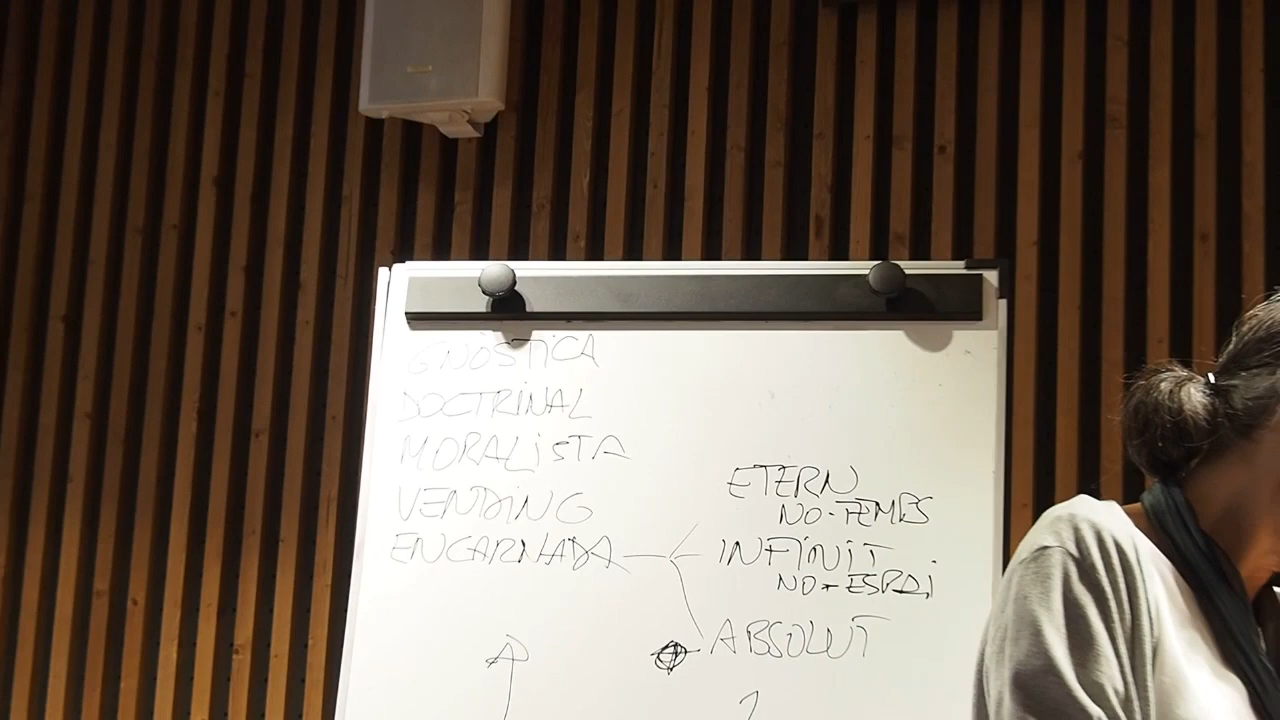 GNÒSTICA
DOCTRINAL
MORALISTA
VENDING
ENCARNADA
ETERN
NO-TEMPS
INFINIT
NO-ESPAI
ABSOLUT